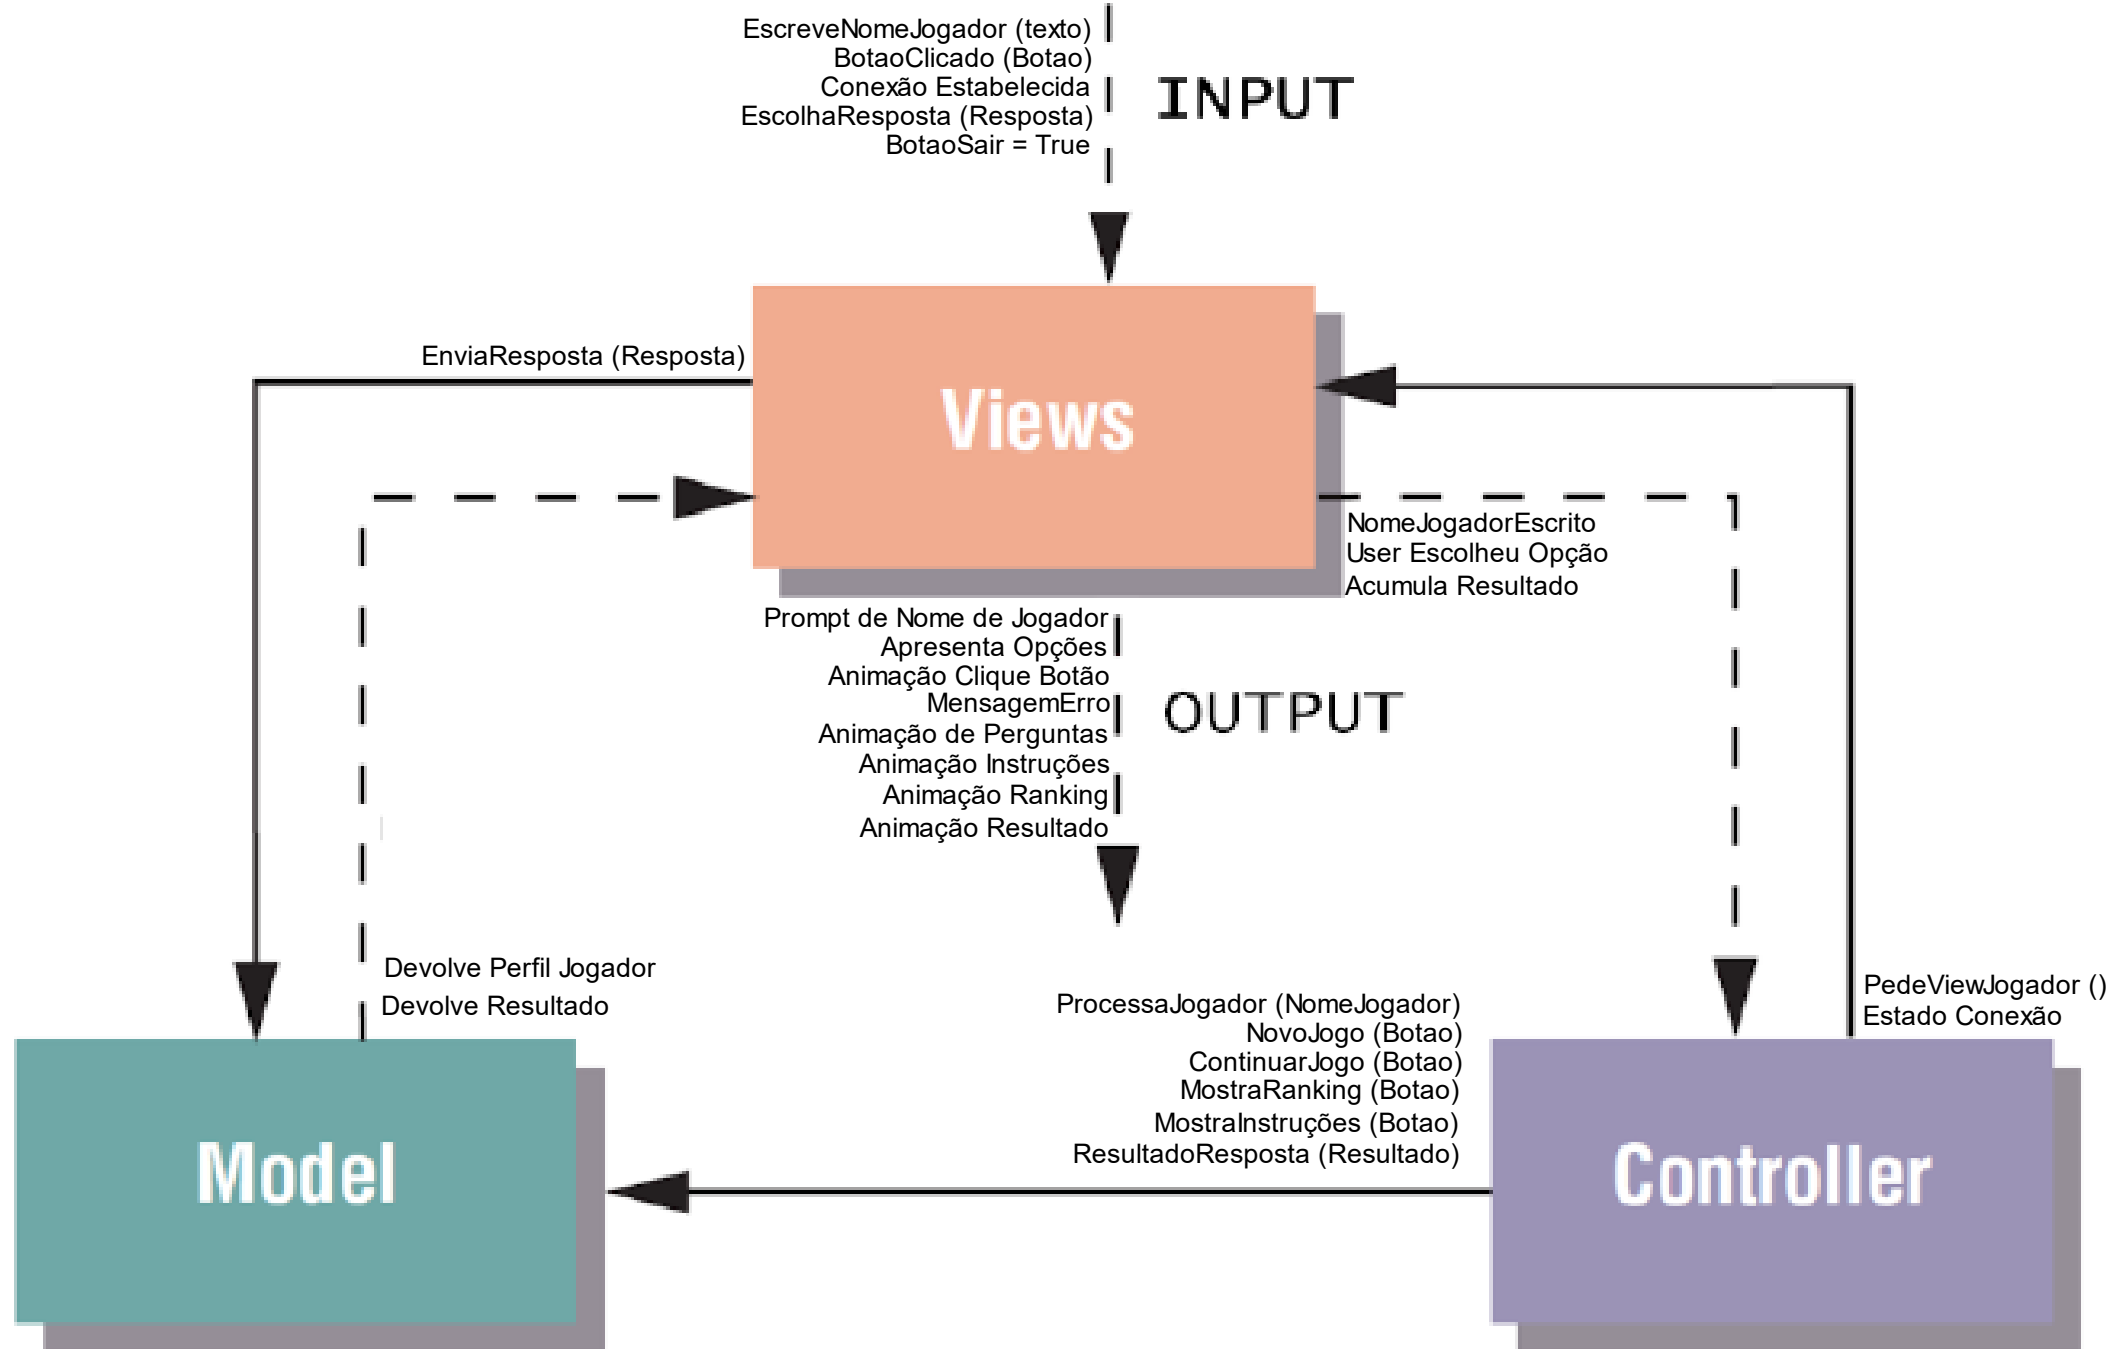 EscreveNomeJogador (texto)
BotaoClicado (Botao)
Conexão Estabelecida
EscolhaResposta (Resposta)
BotaoSair = True
INPUT
EnviaResposta (Resposta)
Views
NomeJogadorEscrito
User Escolheu Opção
Acumula Resultado
Prompt de Nome de Jogador
Apresenta Opções
Animação Clique Botão
MensagemErro
Animação de Perguntas
Animação Instruções
Animação Ranking
Animação Resultado
OUTPUT
Devolve Perfil Jogador
Devolve Resultado
ProcessaJogador (NomeJogador)
NovoJogo (Botao)
ContinuarJogo (Botao)
MostraRanking (Botao)
MostraInstruções (Botao)
ResultadoResposta (Resultado)
PedeViewJogador ()
Estado Conexão
Model
Controller